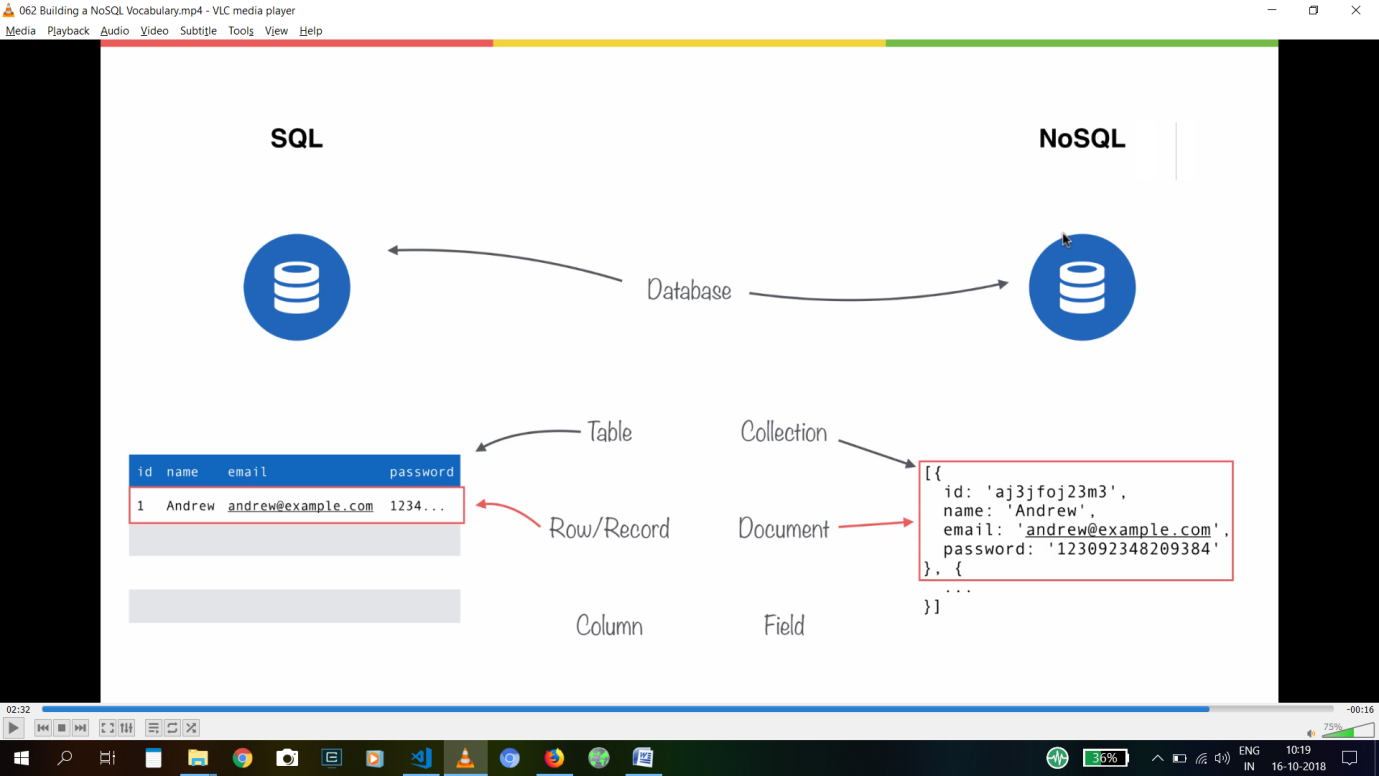 062 Building a NoSQL Vocabulary.mp4 - VLC media player
Media Playback Audio Video Subtitle Tools View Help
SQL
NoSQL
Database
Table
Collection
id name email password
1 Andrew andrew@example.com 1234...
Row/Record
Document
[{
id: 'aj3jfoj23m3',
name: 'Andrew',
email: 'andrew@example.com',
password: '123092348209384'
}, {
...
}]
Column
Field
02:32
-00:16
75%
36%
ENG
IN
10:19
16-10-2018